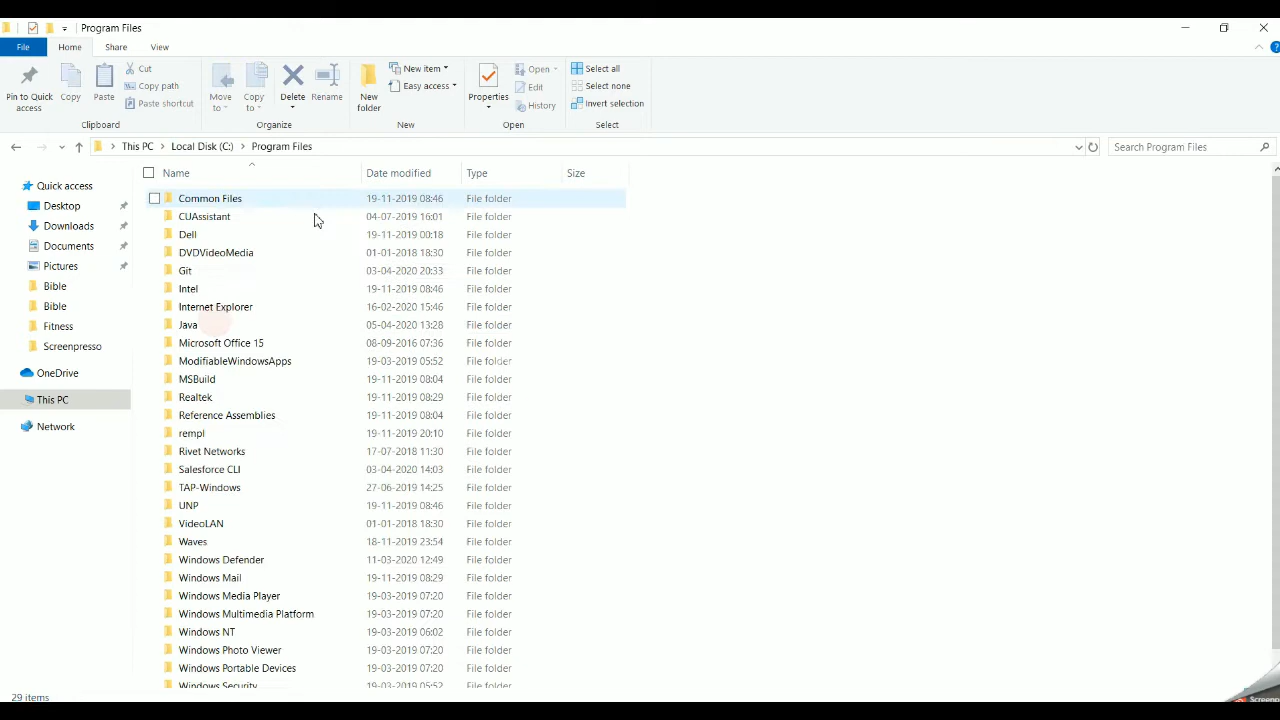 Program Files
File Home Share View
Pin to Quick access
Copy
Paste
Cut
Copy path
Paste shortcut
Clipboard
Move to
Copy to
Delete
Rename
Organize
New folder
New item
Easy access
New
Properties
Open
Edit
History
Open
Select all
Select none
Invert selection
Select
This PC > Local Disk (C:) > Program Files
Search Program Files
Quick access
Desktop
Downloads
Documents
Pictures
Bible
Bible
Fitness
Screenpresso
OneDrive
This PC
Network
Name Date modified Type Size
Common Files 19-11-2019 08:46 File folder
CUAssistant 04-07-2019 16:01 File folder
Dell 19-11-2019 00:18 File folder
DVDVideoMedia 01-01-2018 18:30 File folder
Git 03-04-2020 20:33 File folder
Intel 19-11-2019 08:46 File folder
Internet Explorer 16-02-2020 15:46 File folder
Java 05-04-2020 13:28 File folder
Microsoft Office 15 08-09-2016 07:36 File folder
ModifiableWindowsApps 19-03-2019 05:52 File folder
MSBuild 19-11-2019 08:04 File folder
Realtek 19-11-2019 08:29 File folder
Reference Assemblies 19-11-2019 08:04 File folder
rempl 19-11-2019 20:10 File folder
Rivet Networks 17-07-2018 11:30 File folder
Salesforce CLI 03-04-2020 14:03 File folder
TAP-Windows 27-06-2019 14:25 File folder
UNP 19-11-2019 08:46 File folder
VideoLAN 01-01-2018 18:30 File folder
Waves 18-11-2019 23:54 File folder
Windows Defender 11-03-2020 12:49 File folder
Windows Mail 19-11-2019 08:29 File folder
Windows Media Player 19-03-2019 07:20 File folder
Windows Multimedia Platform 19-03-2019 07:20 File folder
Windows NT 19-03-2019 06:02 File folder
Windows Photo Viewer 19-03-2019 07:20 File folder
Windows Portable Devices 19-03-2019 07:20 File folder
Windows Security 19-03-2019 05:52 File folder
29 items